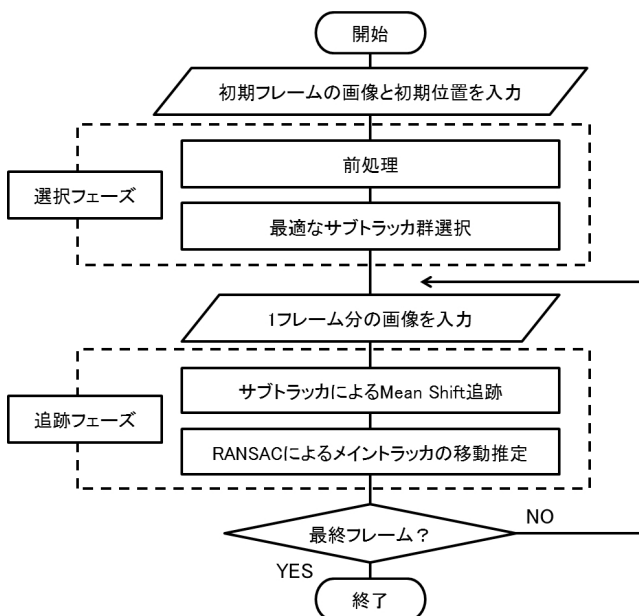 開始
初期フレームの画像と初期位置を入力
前処理
選択フェーズ
最適なサブトラッカ群選択
1フレーム分の画像を入力
サブトラッカによるMean Shift追跡
追跡フェーズ
RANSACによるメイントラッカの移動推定
最終フレーム？
NO
YES
終了